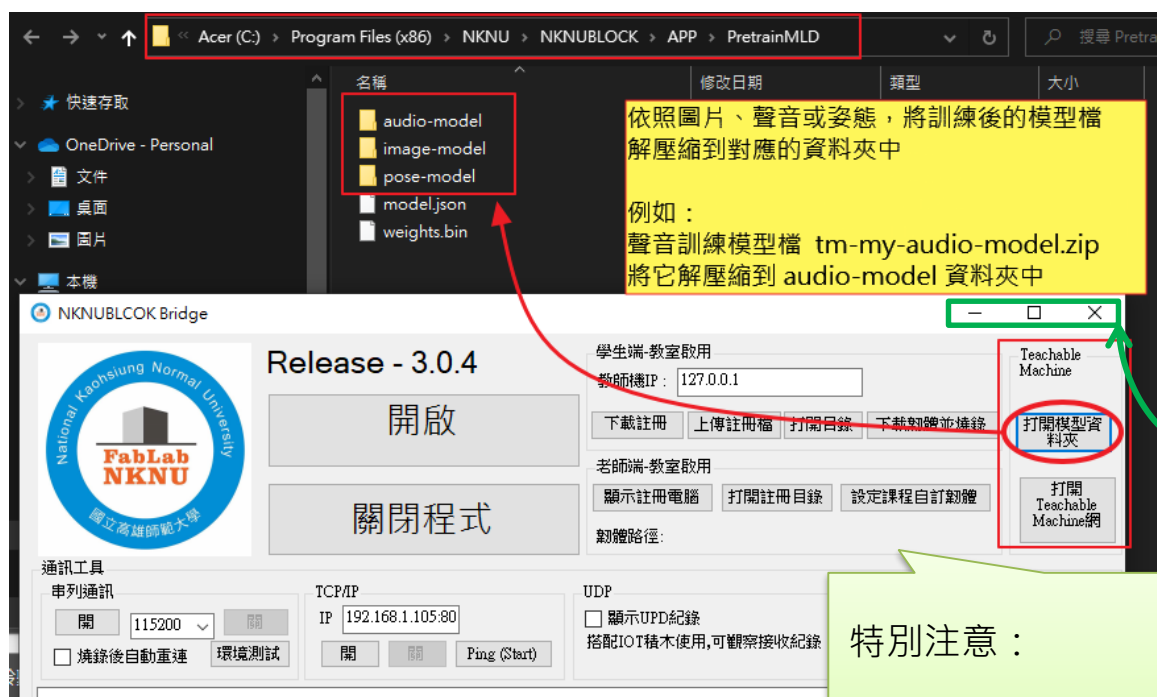 Acer (C:) › Program Files (x86) › NKNU › NKNUBLOCK › APP › PretrainMLD
搜尋 Pretra
名稱
修改日期
類型
大小
快速存取
OneDrive - Personal
文件
桌面
圖片
本機
audio-model
image-model
pose-model
model.json
weights.bin
依照圖片、聲音或姿態，將訓練後的模型檔
解壓縮到對應的資料夾中
例如：
聲音訓練模型檔 tm-my-audio-model.zip
將它解壓縮到 audio-model 資料夾中
NKNUBLCOK Bridge
National Kaohsiung Normal University
FabLab
NKNU
國立高雄師範大學
Release - 3.0.4
開啟
關閉程式
學生端-教室啟用
教師機IP： 127.0.0.1
下載註冊 上傳註冊檔 打開目錄 下載韌體並燒錄
老師端-教室啟用
顯示註冊電腦 打開註冊目錄 設定課程自訂韌體
韌體路徑:
Teachable
Machine
打開模型資
料夾
打開
Teachable
Machine網
通訊工具
串列通訊
開 115200 關
燒錄後自動重連 環境測試
TCP/IP
IP 192.168.1.105:80
開 關 Ping (Start)
UDP
顯示UPD紀錄
搭配IOT積木使用,可觀察接收紀錄
特別注意：